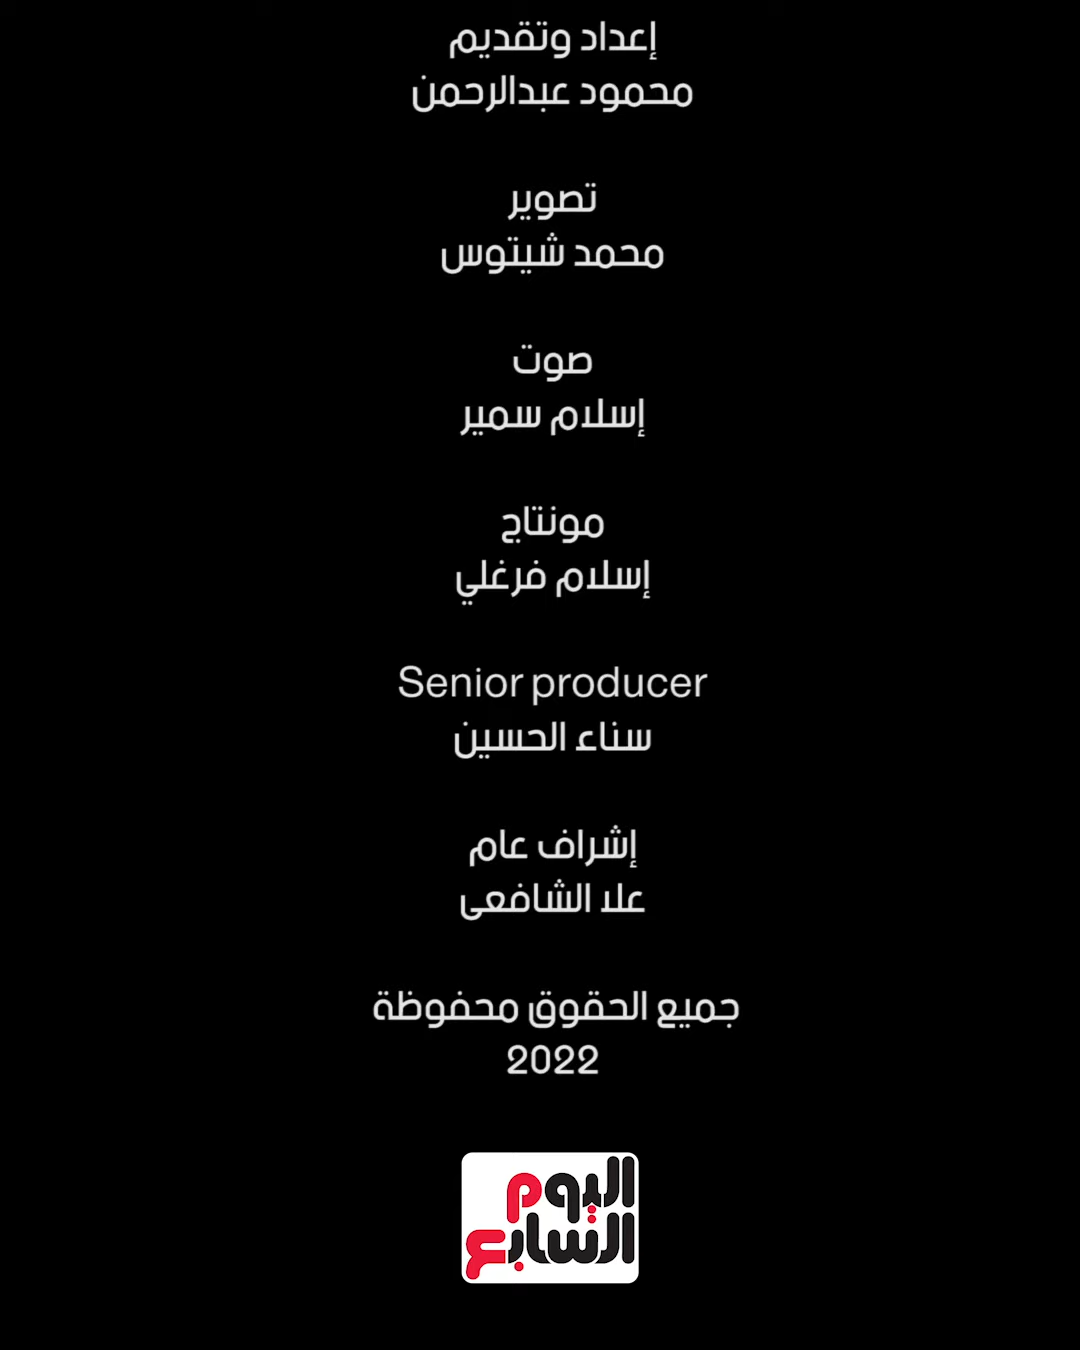 إعداد وتقديم
محمود عبدالرحمن
تصوير
محمد شيتوس
صوت
إسلام سمير
مونتاج
إسلام فرغلي
Senior producer
سناء الحسين
إشراف عام
علا الشافعى
جميع الحقوق محفوظة
2022
اليوم
السابع